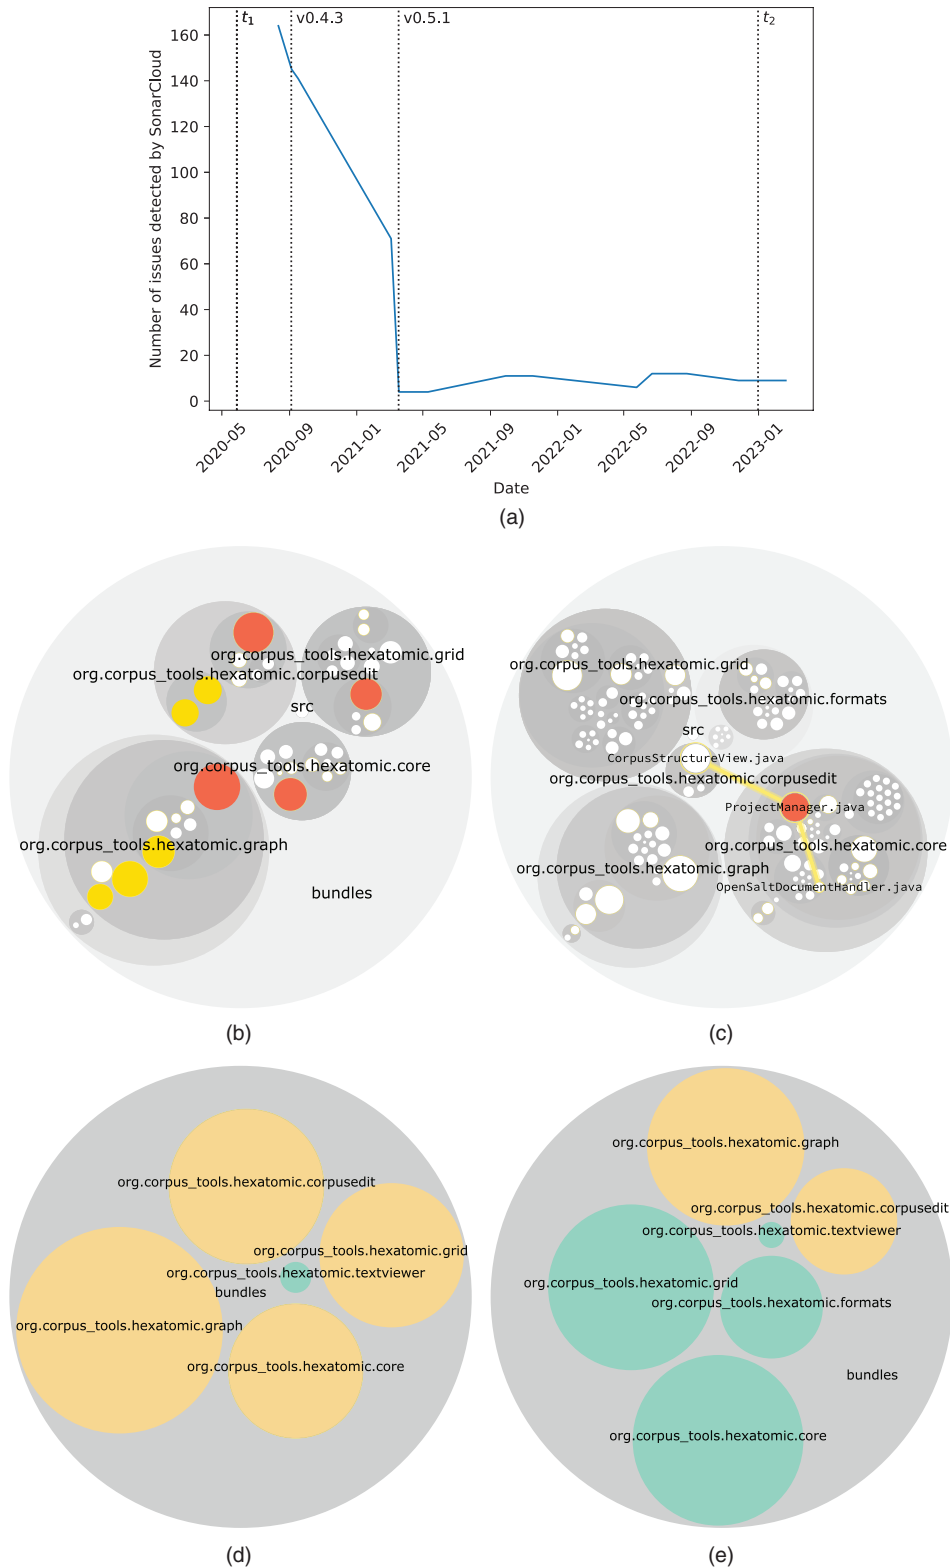 t1
v0.4.3
v0.5.1
t2
160
140
120
100
80
60
40
20
0
Number of issues detected by SonarCloud
2020-05
2020-09
2021-01
2021-05
2021-09
2022-01
2022-05
2022-09
2023-01
Date
(a)
org.corpus_tools.hexatomic.grid
org.corpus_tools.hexatomic.corpusedit
src
org.corpus_tools.hexatomic.core
org.corpus_tools.hexatomic.graph
bundles
(b)
org.corpus_tools.hexatomic.grid
org.corpus_tools.hexatomic.formats
src
CorpusStructureView.java
org.corpus_tools.hexatomic.corpusedit
ProjectManager.java
org.corpus_tools.hexatomic.core
org.corpus_tools.hexatomic.graph
OpenSaltDocumentHandler.java
(c)
org.corpus_tools.hexatomic.corpusedit
org.corpus_tools.hexatomic.grid
org.corpus_tools.hexatomic.textviewer
bundles
org.corpus_tools.hexatomic.graph
org.corpus_tools.hexatomic.core
(d)
org.corpus_tools.hexatomic.graph
org.corpus_tools.hexatomic.corpusedit
org.corpus_tools.hexatomic.textviewer
org.corpus_tools.hexatomic.grid
org.corpus_tools.hexatomic.formats
bundles
org.corpus_tools.hexatomic.core
(e)